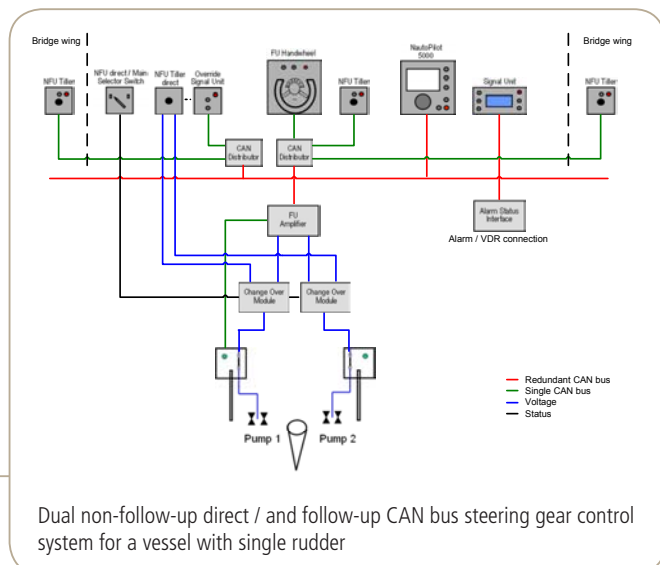 Bridge wing
Bridge wing
FU Handwheel
NautoPilot
5000
NFU Tiller
NFU direct / Main
Selector Switch
NFU Tiller
direct
Override
Signal Unit
NFU Tiller
Signal Unit
NFU Tiller
CAN
Distributor
CAN
Distributor
FU
Amplifier
Alarm Status
Interface
Alarm / VDR connection
Change Over
Module
Change Over
Module
Redundant CAN bus
Single CAN bus
Voltage
Status
Pump 1
Pump 2
Dual non-follow-up direct / and follow-up CAN bus steering gear control
system for a vessel with single rudder